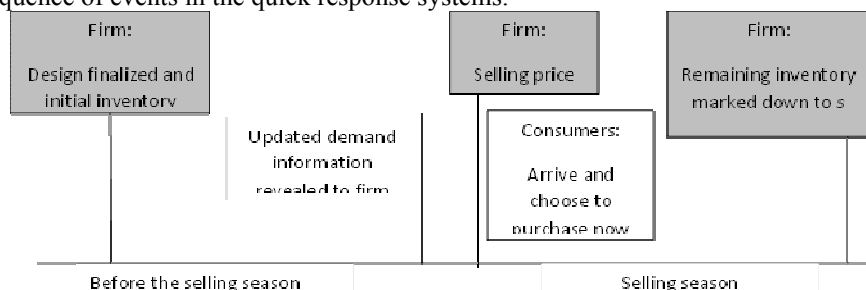 quence of events in the quick response systems.
Firm:
Design finalized and
initial inventory
Updated demand
information
revealed to firm
Firm:
Selling price
Consumers:
Arrive and
choose to
purchase now
Firm:
Remaining inventory
marked down to s
Before the selling season
Selling season